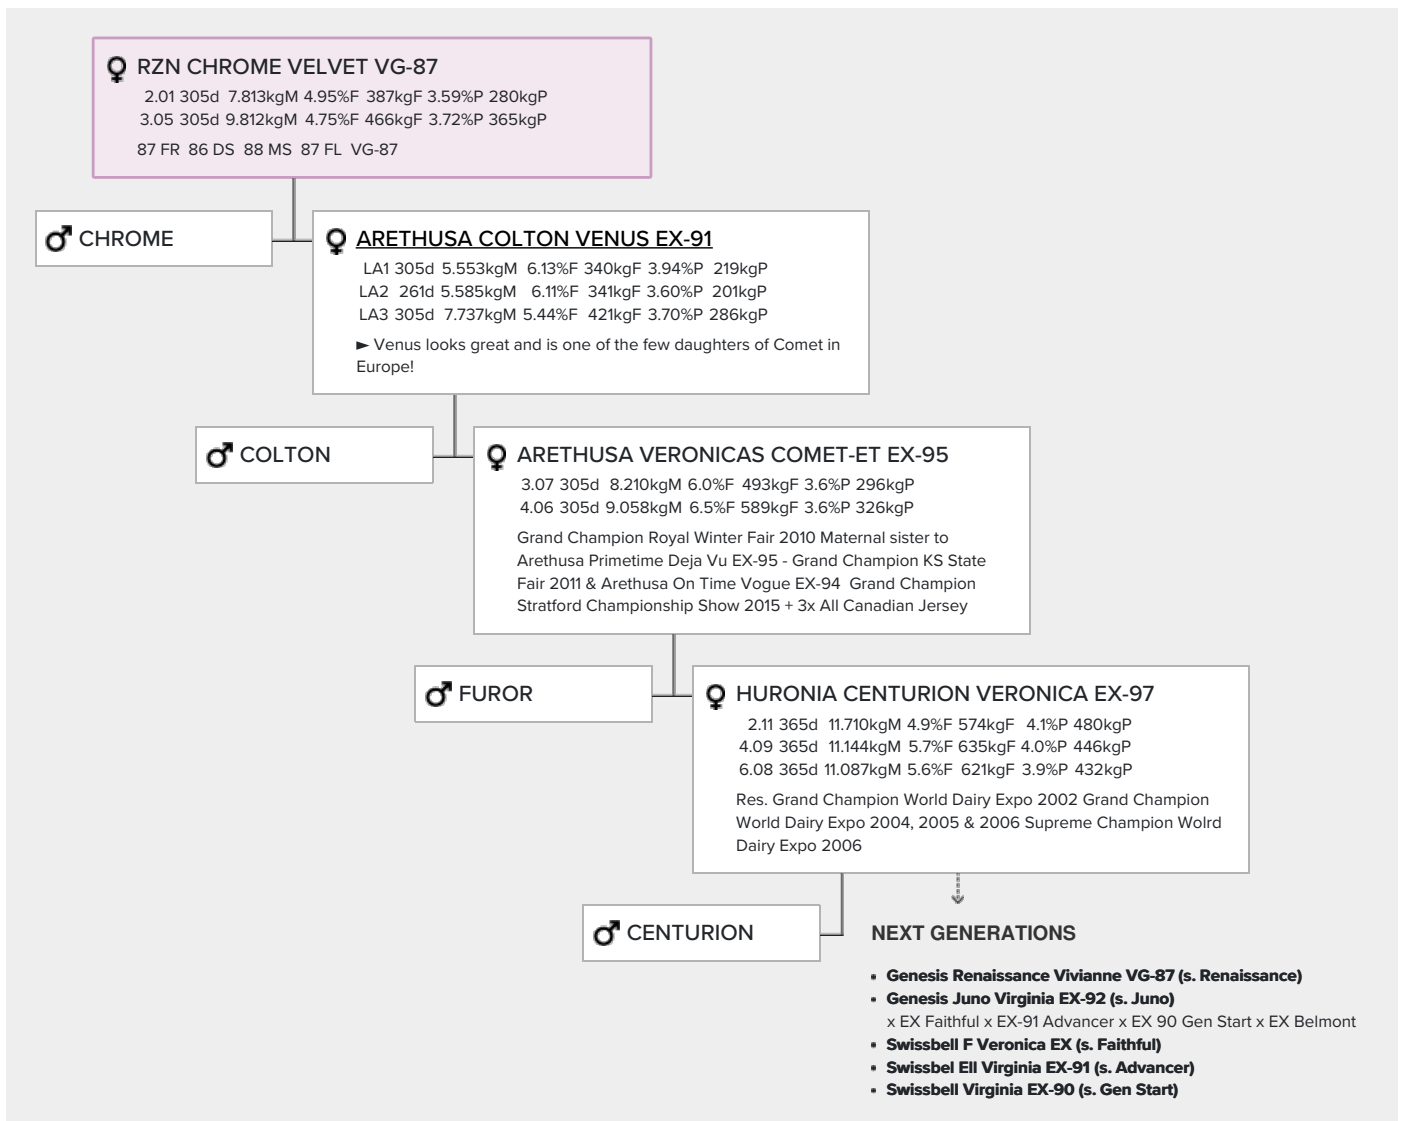 RZN CHROME VELVET VG-87
2.01 305d 7.813kgM 4.95%F 387kgF 3.59%P 280kgP
3.05 305d 9.812kgM 4.75%F 466kgF 3.72%P 365kgP
87 FR 86 DS 88 MS 87 FL VG-87
CHROME
ARETHUSA COLTON VENUS EX-91
LA1 305d 5.553kgM 6.13%F 340kgF 3.94%P 219kgP
LA2 261d 5.585kgM 6.11%F 341kgF 3.60%P 201kgP
LA3 305d 7.737kgM 5.44%F 421kgF 3.70%P 286kgP
► Venus looks great and is one of the few daughters of Comet in
Europe!
COLTON
ARETHUSA VERONICAS COMET-ET EX-95
3.07 305d 8.210kgM 6.0%F 493kgF 3.6%P 296kgP
4.06 305d 9.058kgM 6.5%F 589kgF 3.6%P 326kgP
Grand Champion Royal Winter Fair 2010 Maternal sister to
Arethusa Primetime Deja Vu EX-95 - Grand Champion KS State
Fair 2011 & Arethusa On Time Vogue EX-94 Grand Champion
Stratford Championship Show 2015 + 3x All Canadian Jersey
FUROR
HURONIA CENTURION VERONICA EX-97
2.11 365d 11.710kgM 4.9%F 574kgF 4.1%P 480kgP
4.09 365d 11.144kgM 5.7%F 635kgF 4.0%P 446kgP
6.08 365d 11.087kgM 5.6%F 621kgF 3.9%P 432kgP
Res. Grand Champion World Dairy Expo 2002 Grand Champion
World Dairy Expo 2004, 2005 & 2006 Supreme Champion Wolrd
Dairy Expo 2006
CENTURION
NEXT GENERATIONS
• Genesis Renaissance Vivianne VG-87 (s. Renaissance)
• Genesis Juno Virginia EX-92 (s. Juno)
x EX Faithful x EX-91 Advancer x EX 90 Gen Start x EX Belmont
• Swissbell F Veronica EX (s. Faithful)
• Swissbel Ell Virginia EX-91 (s. Advancer)
• Swissbell Virginia EX-90 (s. Gen Start)